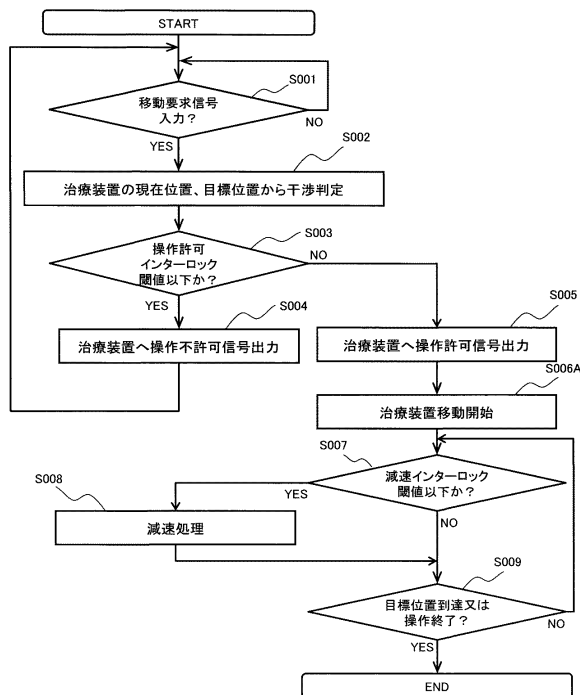 START
S001
移動要求信号
入力？
NO
YES
S002
治療装置の現在位置、目標位置から干渉判定
S003
操作許可
インターロック
閾値以下か？
NO
YES
S004
治療装置へ操作不許可信号出力
S005
治療装置へ操作許可信号出力
S006A
治療装置移動開始
S007
減速インターロック
閾値以下か？
YES
NO
S008
減速処理
S009
目標位置到達又は
操作終了？
NO
YES
END